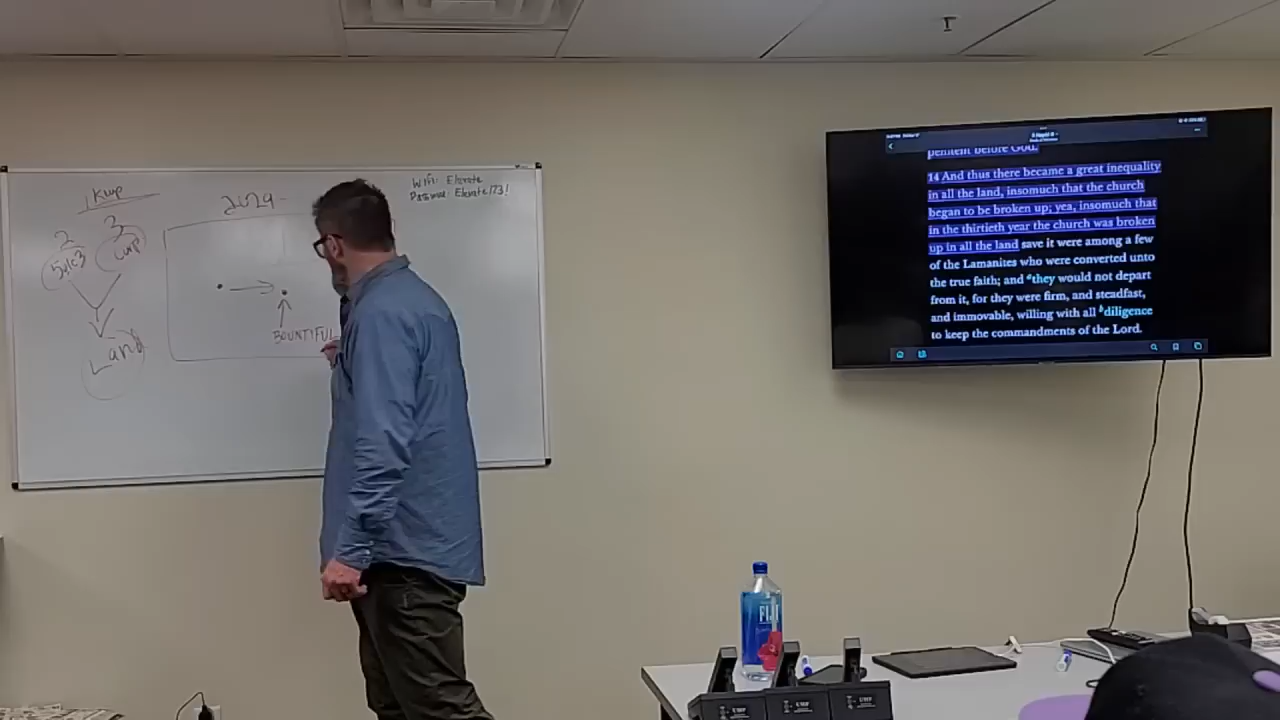 WIFI: Elevate
BOUNTIFUL
Land
penitent before God.
14 And thus there became a great inequality
in all the land, insomuch that the church
began to be broken up; yea, insomuch that
in the thirtieth year the church was broken
up in all the land save it were among a few
of the Lamanites who were converted unto
the true faith; and they would not depart
from it, for they were firm, and steadfast,
and immovable, willing with all diligence
to keep the commandments of the Lord.
FIJI